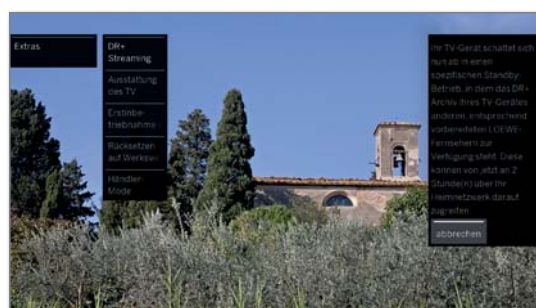 Extras
DR+
Streaming
Ausstattung
des TV
Erstinbe-
triebnahme
Rücksetzen
auf Werksw
Händler-
Mode
Ihr TV-Gerät schaltet sich
nun ab in einen
spezifischen Standby-
Betrieb, in dem das DR+
Archiv Ihres TV-Gerätes
anderen, entsprechend
vorbereiteten LOEWE-
Fernsehern zur
Verfügung steht. Diese
können von jetzt an 2
Stunde(n) über Ihr
Heimnetzwerk darauf
zugreifen.
abbrechen